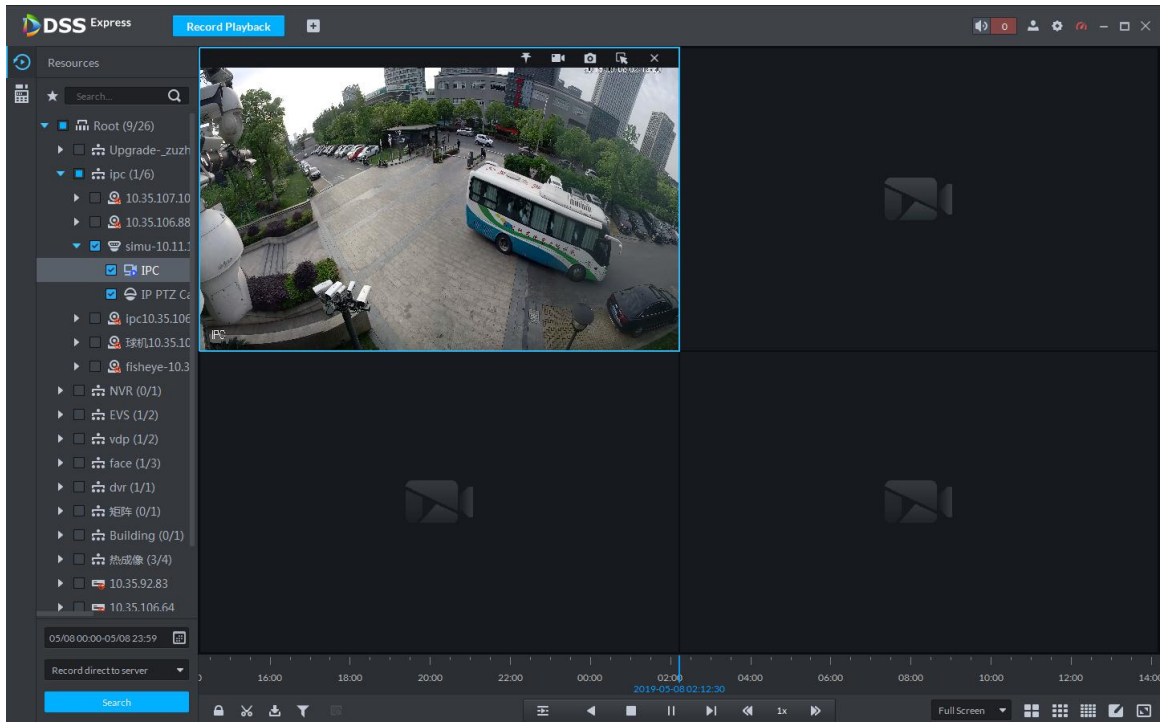 DSS Express
Record Playback
0
Resources
Search...
Root (9/26)
Upgrade-_zuzh
ipc (1/6)
10.35.107.10
10.35.106.88
simu-10.11.1
IPC
IP PTZ Ca
ipc10.35.106
球机10.35.10
fisheye-10.3
NVR (0/1)
EVS (1/2)
vdp (1/2)
face (1/3)
dvr (1/1)
矩阵 (0/1)
Building (0/1)
热成像 (3/4)
10.35.92.83
10.35.106.64
05/08 00:00-05/08 23:59
Record direct to server
Search
IPC
16:00 18:00 20:00 22:00 00:00 02:00 04:00 06:00 08:00 10:00 12:00 14:00
2019-05-08 02:12:30
1x
Full Screen